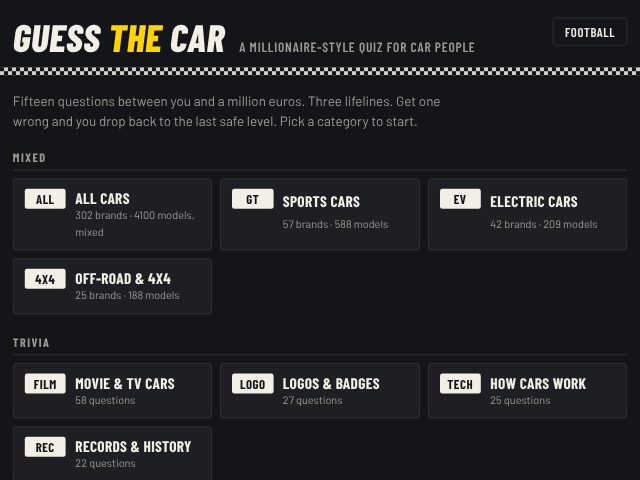 GUESS THE CAR
A MILLIONAIRE-STYLE QUIZ FOR CAR PEOPLE
FOOTBALL
Fifteen questions between you and a million euros. Three lifelines. Get one
wrong and you drop back to the last safe level. Pick a category to start.
MIXED
ALL
ALL CARS
302 brands · 4100 models,
mixed
GT
SPORTS CARS
57 brands · 588 models
EV
ELECTRIC CARS
42 brands · 209 models
4X4
OFF-ROAD & 4X4
25 brands · 188 models
TRIVIA
FILM
MOVIE & TV CARS
58 questions
LOGO
LOGOS & BADGES
27 questions
TECH
HOW CARS WORK
25 questions
REC
RECORDS & HISTORY
22 questions